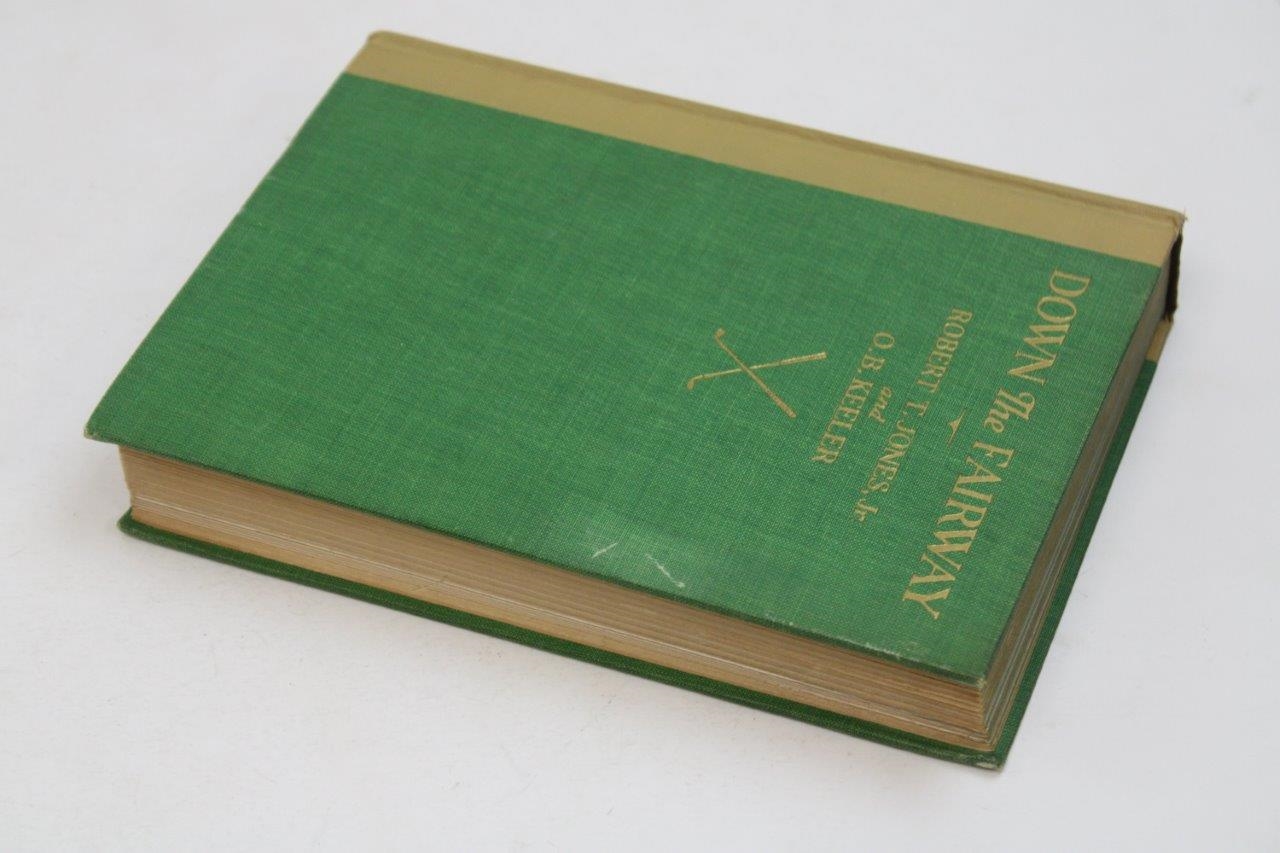 DOWN The FAIRWAY
ROBERT T. JONES, Jr.
and
O. B. KEELER